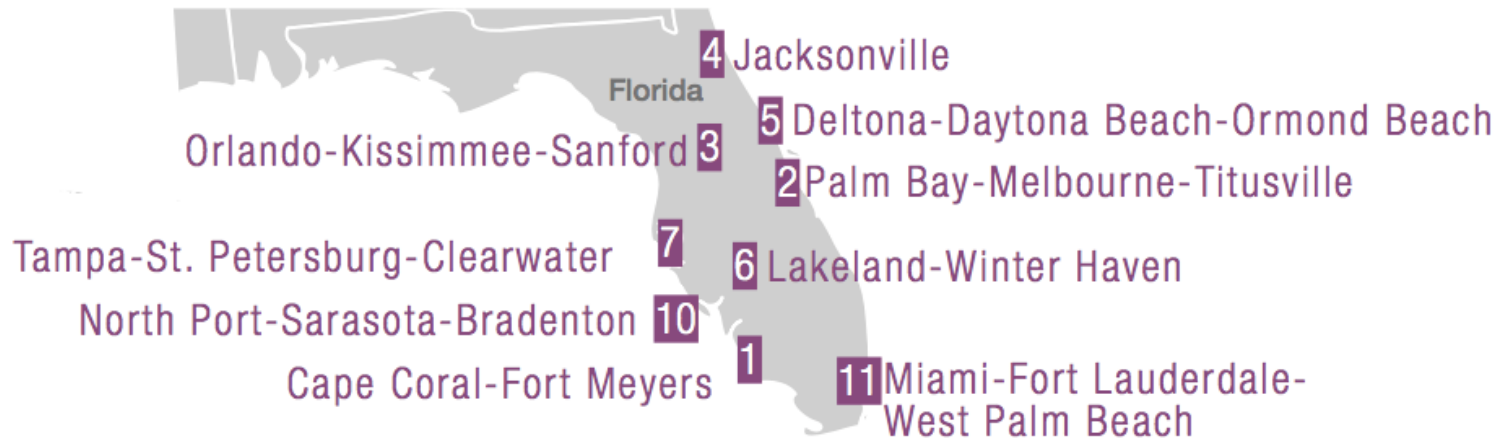 4 Jacksonville
Florida
5 Deltona-Daytona Beach-Ormond Beach
Orlando-Kissimmee-Sanford 3
2 Palm Bay-Melbourne-Titusville
Tampa-St. Petersburg-Clearwater 7
6 Lakeland-Winter Haven
North Port-Sarasota-Bradenton 10
Cape Coral-Fort Meyers 1
11 Miami-Fort Lauderdale-
West Palm Beach